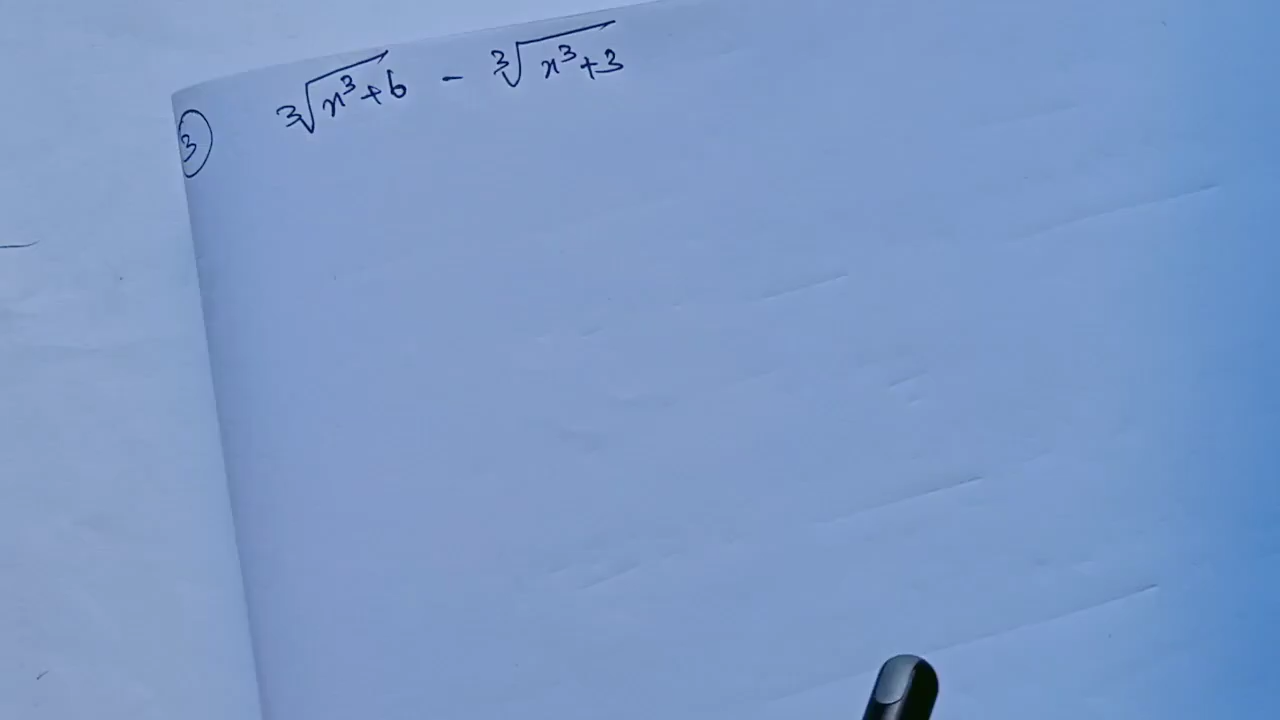 ③ ∛(x³+6) - ∛(x³+3)